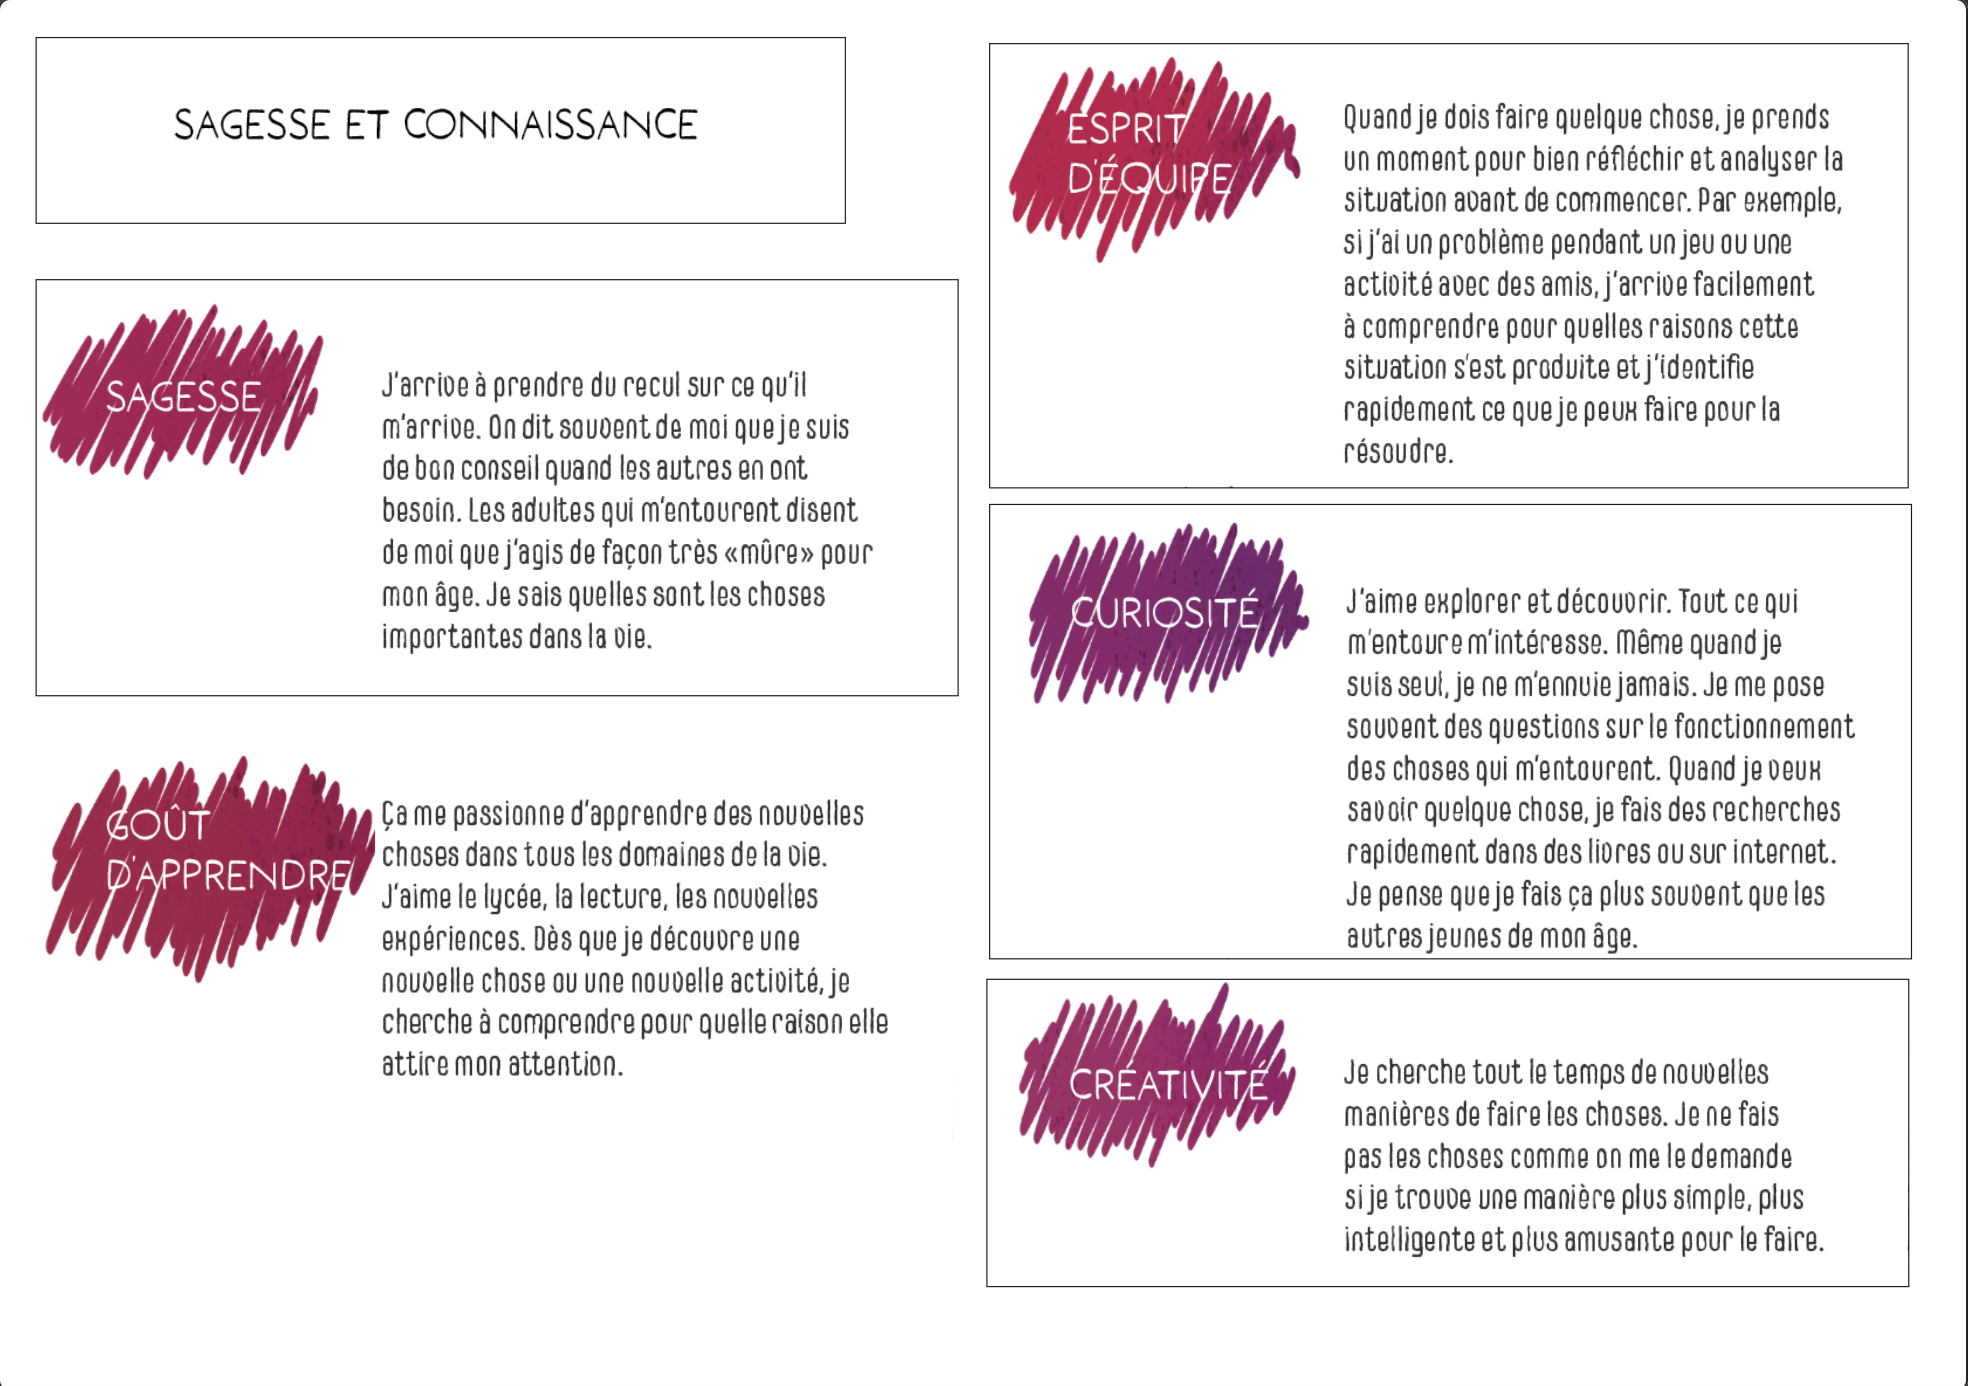 SAGESSE ET CONNAISSANCE
SAGESSE
J'arrive à prendre du recul sur ce qu'il
m'arrive. On dit souvent de moi que je suis
de bon conseil quand les autres en ont
besoin. Les adultes qui m'entourent disent
de moi que j'agis de façon très «mûre» pour
mon âge. Je sais quelles sont les choses
importantes dans la vie.
GOÛT
D'APPRENDRE
Ça me passionne d'apprendre des nouvelles
choses dans tous les domaines de la vie.
J'aime le lycée, la lecture, les nouvelles
expériences. Dès que je découvre une
nouvelle chose ou une nouvelle activité, je
cherche à comprendre pour quelle raison elle
attire mon attention.
ESPRIT
D'ÉQUIPE
Quand je dois faire quelque chose, je prends
un moment pour bien réfléchir et analyser la
situation avant de commencer. Par exemple,
si j'ai un problème pendant un jeu ou une
activité avec des amis, j'arrive facilement
à comprendre pour quelles raisons cette
situation s'est produite et j'identifie
rapidement ce que je peux faire pour la
résoudre.
CURIOSITÉ
J'aime explorer et découvrir. Tout ce qui
m'entoure m'intéresse. Même quand je
suis seul, je ne m'ennuie jamais. Je me pose
souvent des questions sur le fonctionnement
des choses qui m'entourent. Quand je veux
savoir quelque chose, je fais des recherches
rapidement dans des livres ou sur internet.
Je pense que je fais ça plus souvent que les
autres jeunes de mon âge.
CRÉATIVITÉ
Je cherche tout le temps de nouvelles
manières de faire les choses. Je ne fais
pas les choses comme on me le demande
si je trouve une manière plus simple, plus
intelligente et plus amusante pour le faire.